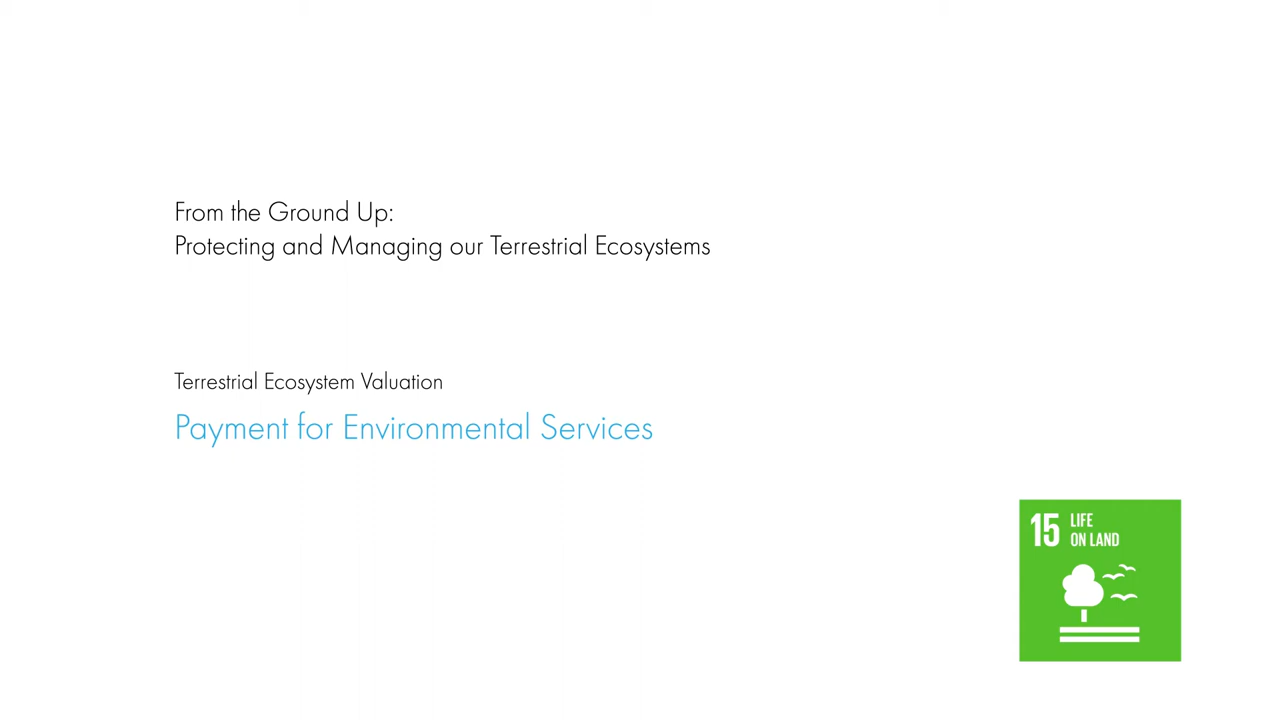 From the Ground Up:
Protecting and Managing our Terrestrial Ecosystems
Terrestrial Ecosystem Valuation
Payment for Environmental Services
15 LIFE
ON LAND